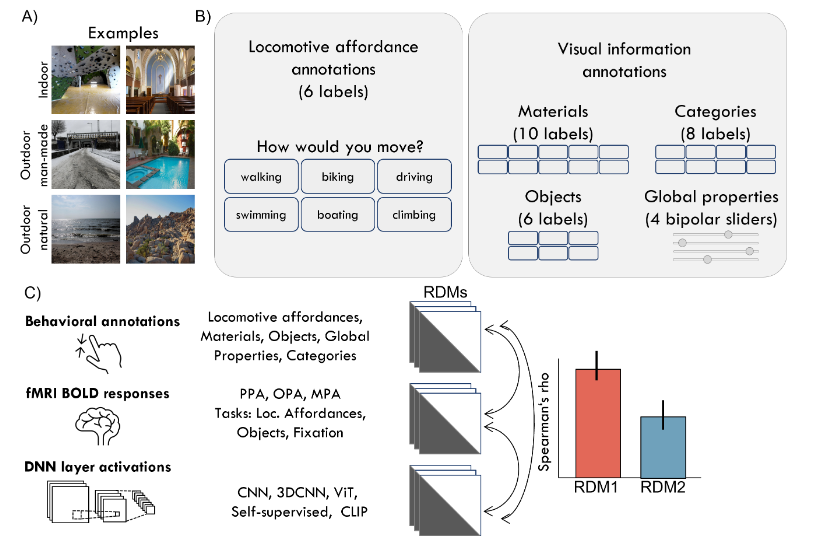 A)
Examples
Indoor
Outdoor
man-made
Outdoor
natural
B)
Locomotive affordance
annotations
(6 labels)
How would you move?
walking
biking
driving
swimming
boating
climbing
Visual information
annotations
Materials
(10 labels)
Categories
(8 labels)
Objects
(6 labels)
Global properties
(4 bipolar sliders)
C)
Behavioral annotations
Locomotive affordances,
Materials, Objects, Global
Properties, Categories
fMRI BOLD responses
PPA, OPA, MPA
Tasks: Loc. Affordances,
Objects, Fixation
DNN layer activations
CNN, 3DCNN, ViT,
Self-supervised, CLIP
RDMs
Spearman's rho
RDM1
RDM2